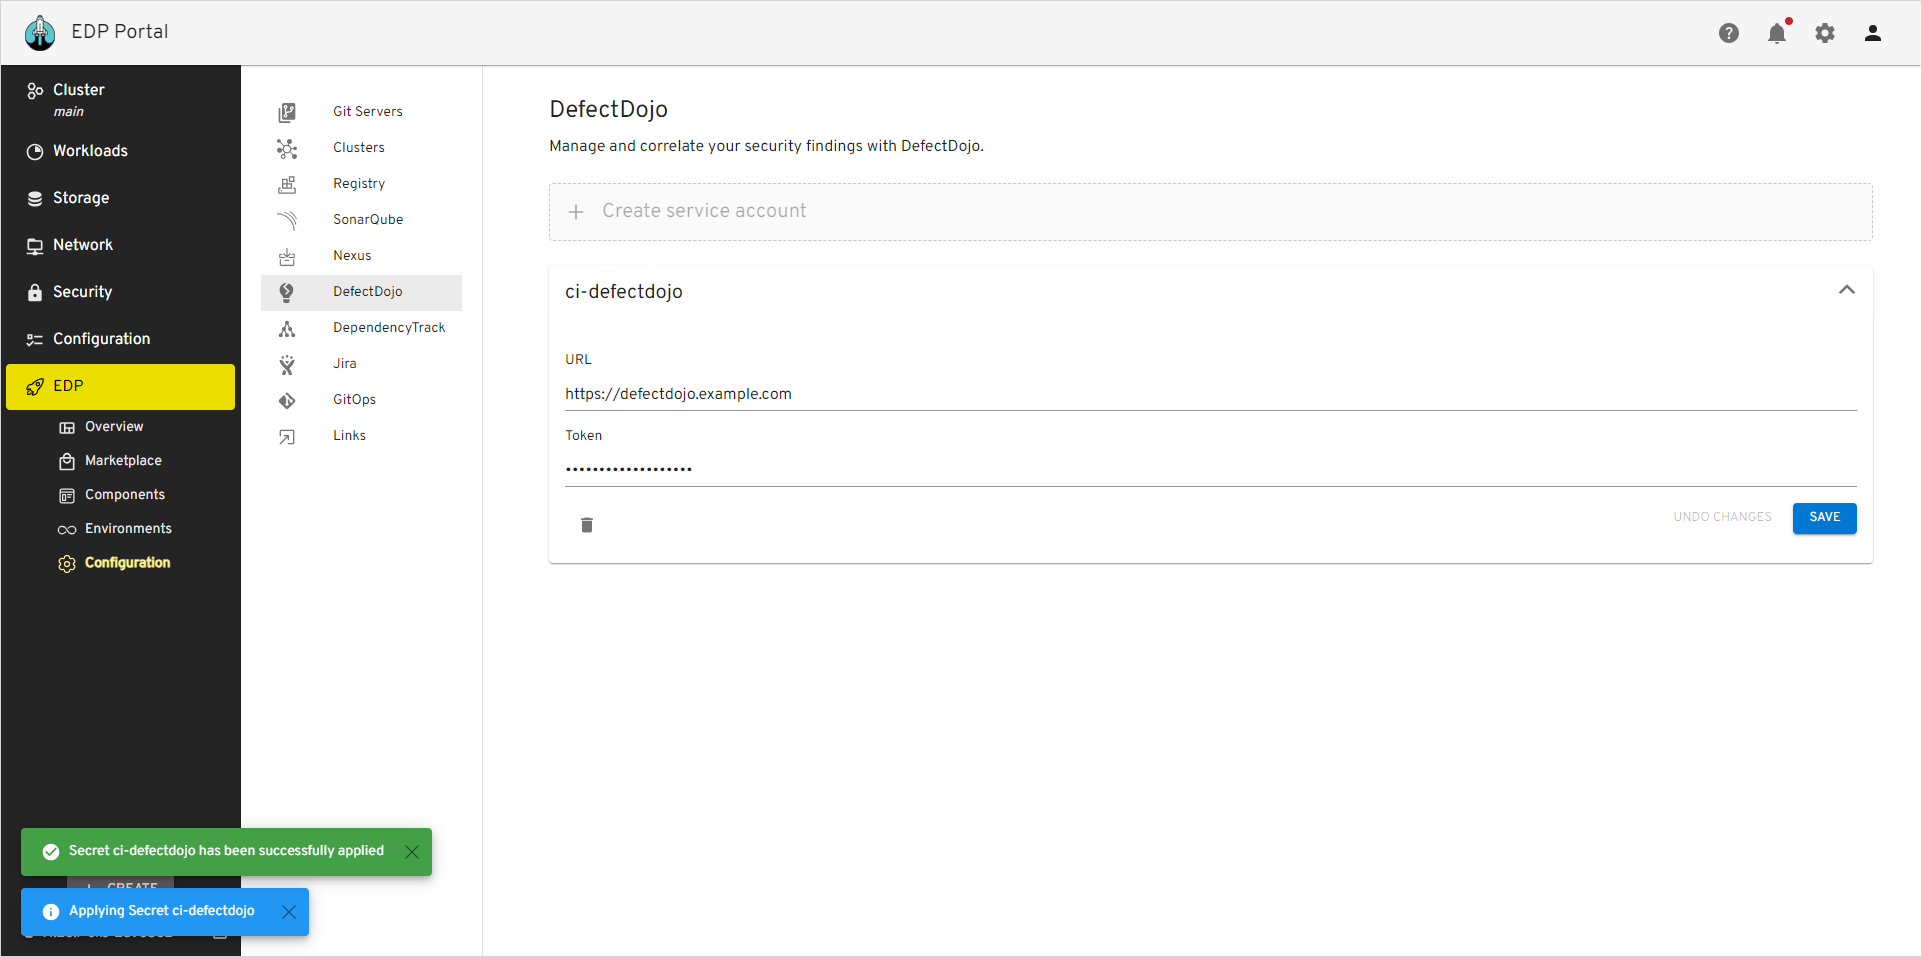 EDP Portal
Cluster
main
Workloads
Storage
Network
Security
Configuration
EDP
Overview
Marketplace
Components
Environments
Configuration
Git Servers
Clusters
Registry
SonarQube
Nexus
DefectDojo
DependencyTrack
Jira
GitOps
Links
DefectDojo
Manage and correlate your security findings with DefectDojo.
+ Create service account
ci-defectdojo
URL
https://defectdojo.example.com
Token
•••••••••••••••••••
UNDO CHANGES
SAVE
Secret ci-defectdojo has been successfully applied
CREATE
Applying Secret ci-defectdojo